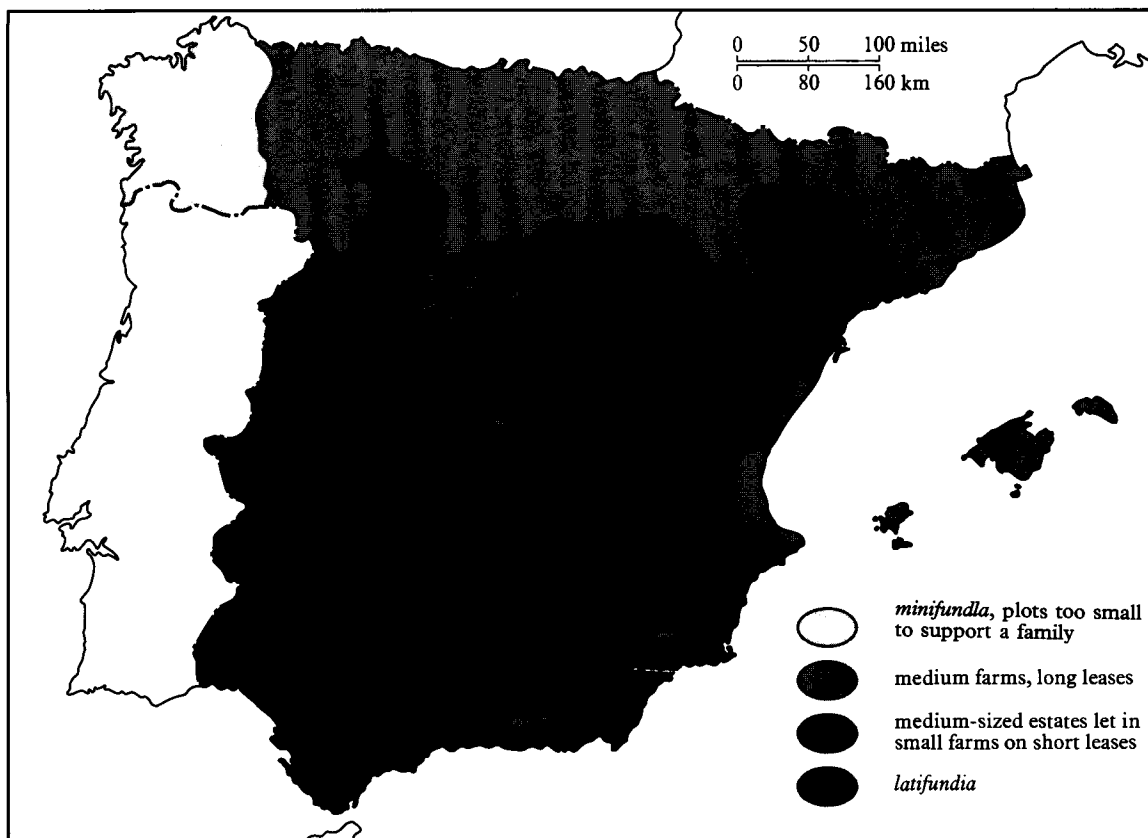 0 50 100 miles
0 80 160 km
minifundla, plots too small
to support a family
medium farms, long leases
medium-sized estates let in
small farms on short leases
latifundia